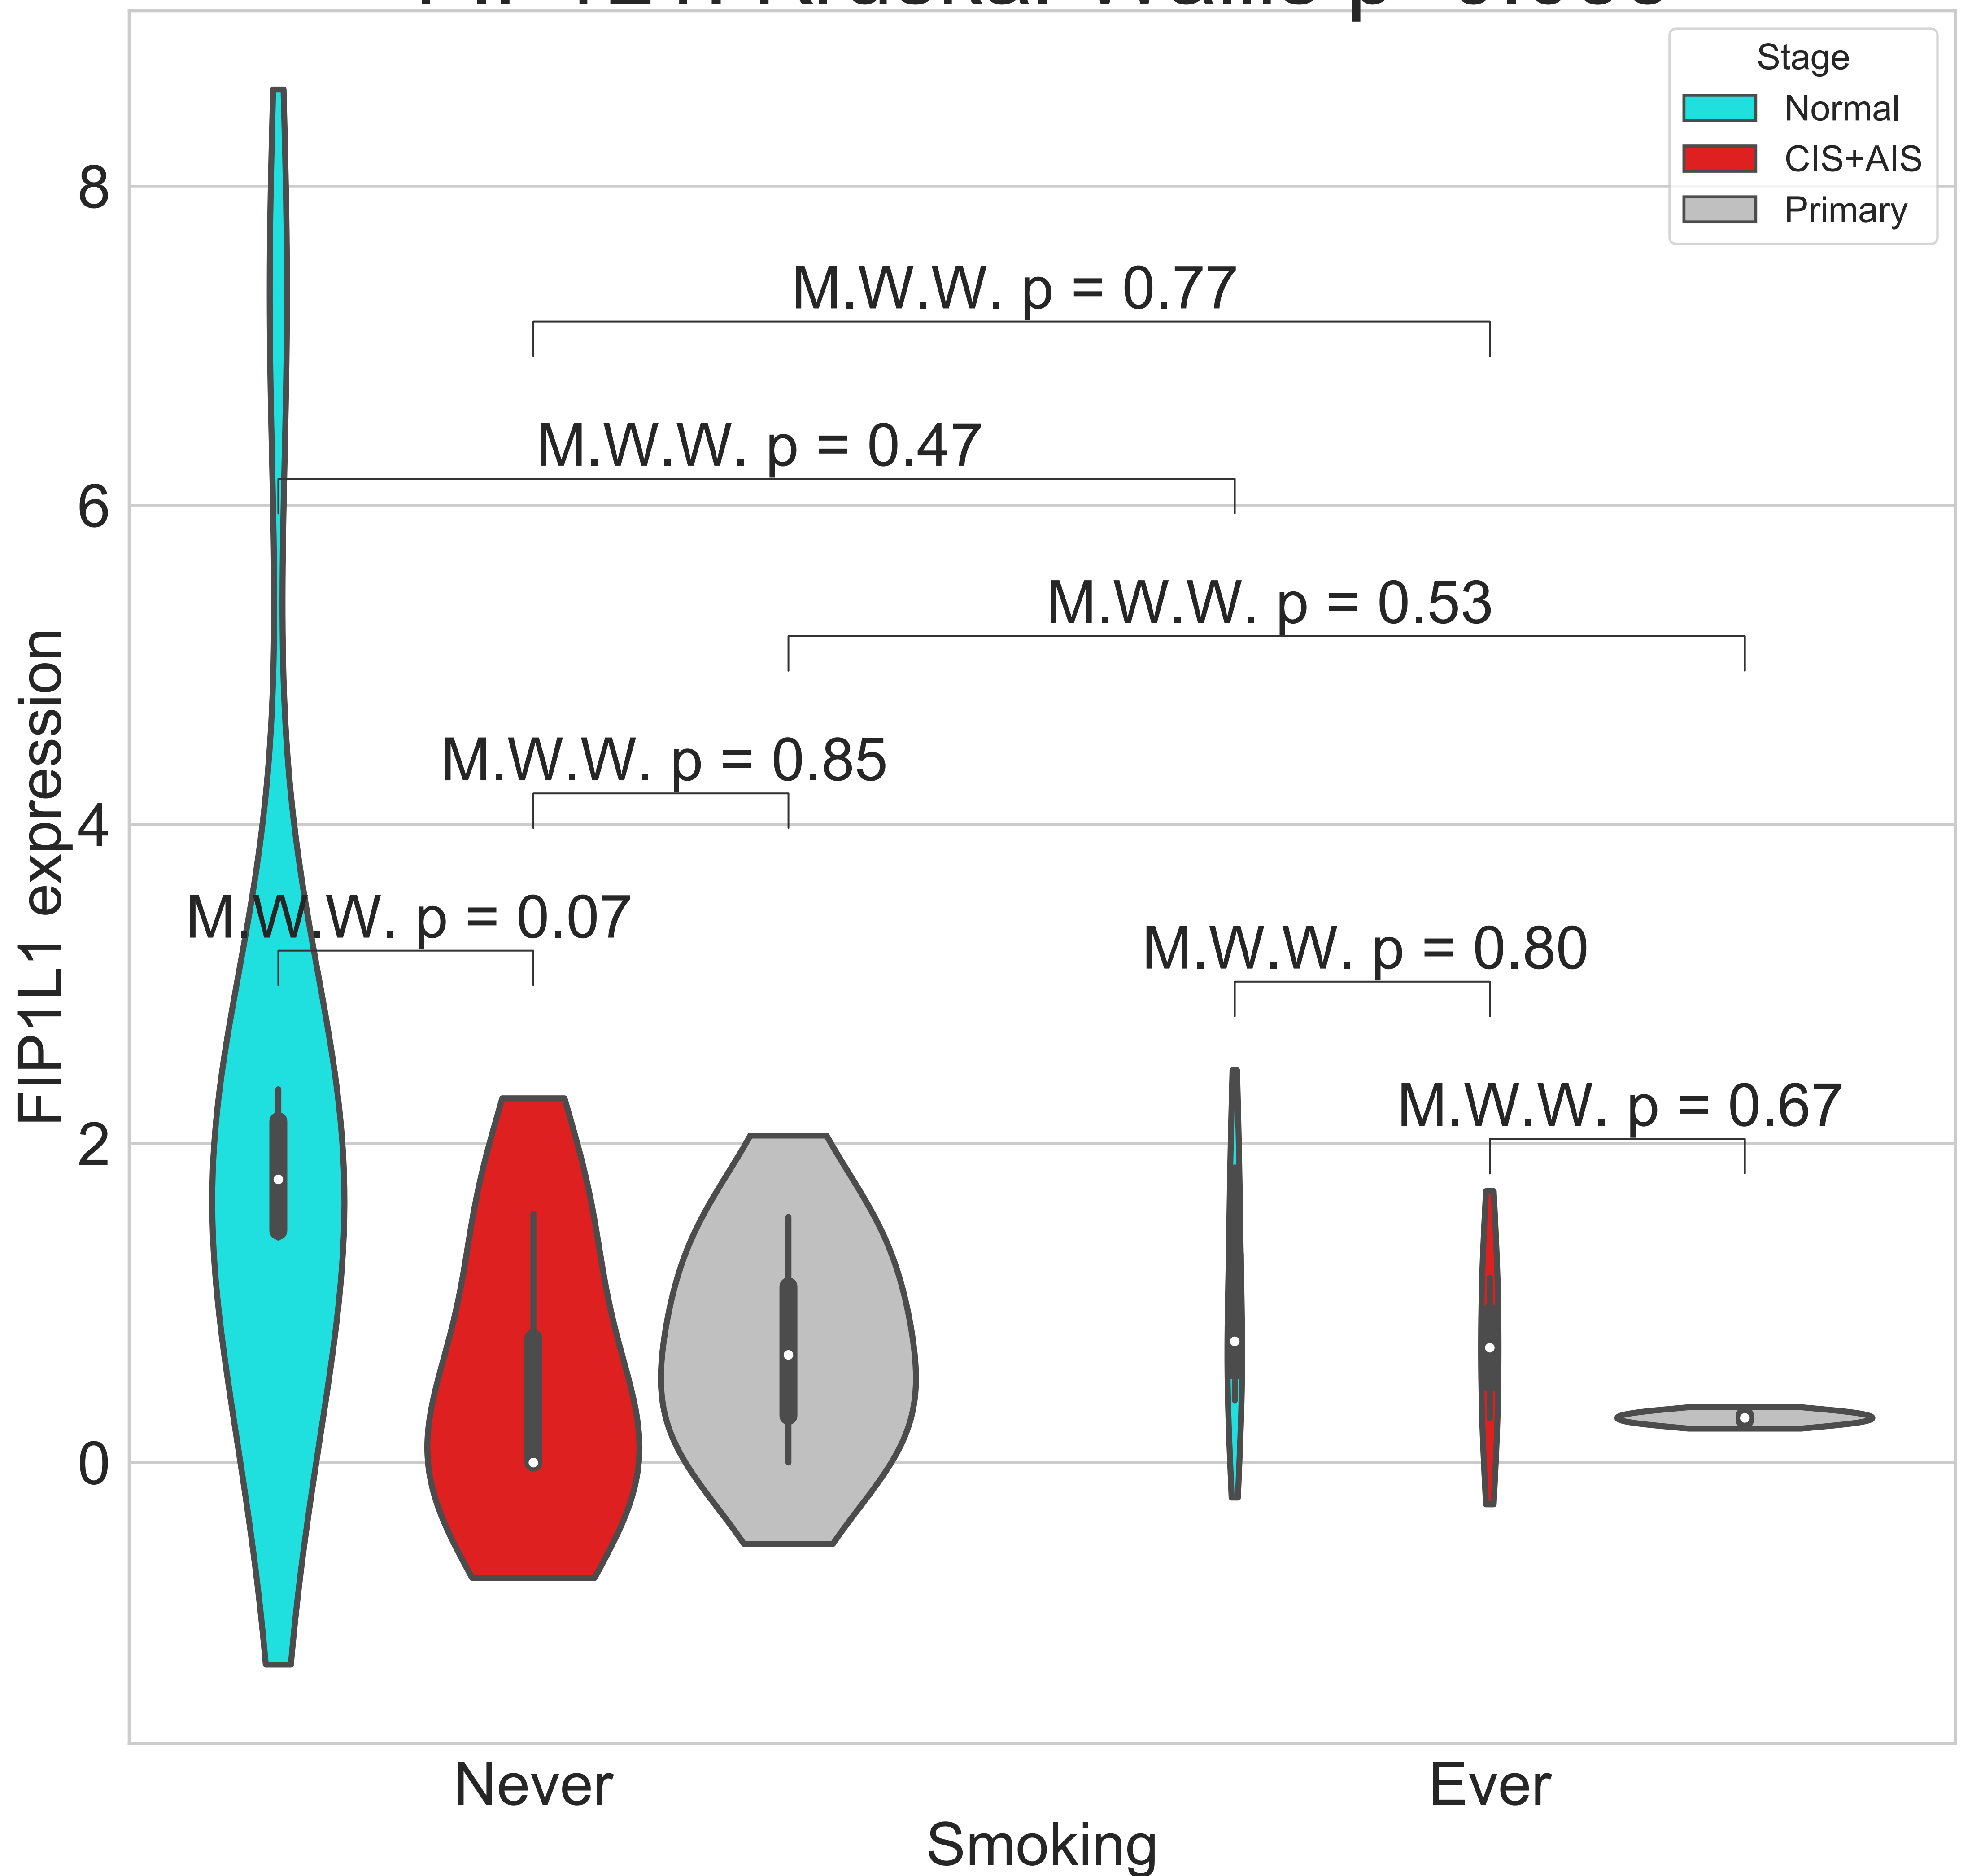 Stage
Normal
CIS+AIS
Primary
8
6
4
2
0
M.W.W. p = 0.77
M.W.W. p = 0.47
M.W.W. p = 0.53
M.W.W. p = 0.85
M.W.W. p = 0.07
M.W.W. p = 0.80
M.W.W. p = 0.67
FIP1L1 expression
Never
Ever
Smoking